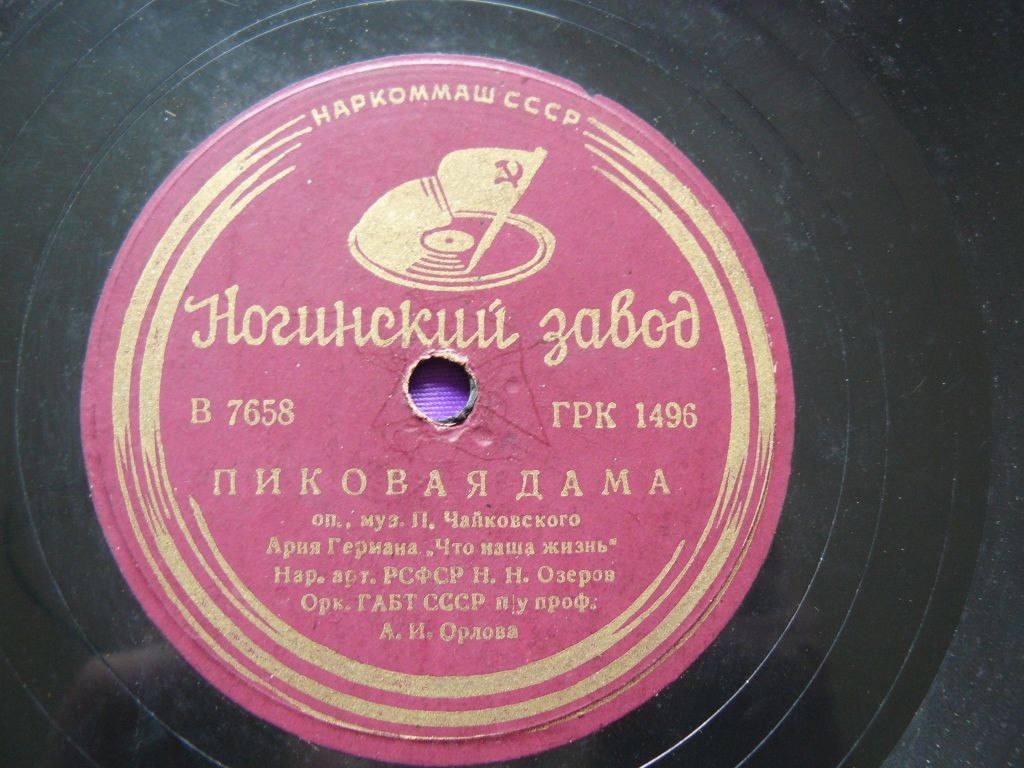 НАРКОММАШ СССР
Ногинский завод
В 7658 ГРК 1496
ПИКОВАЯ ДАМА
оп., муз. П. Чайковского
Ария Германа „Что наша жизнь"
Нар. арт. РСФСР Н. Н. Озеров
Орк. ГАБТ СССР п/у проф.
А. И. Орлова